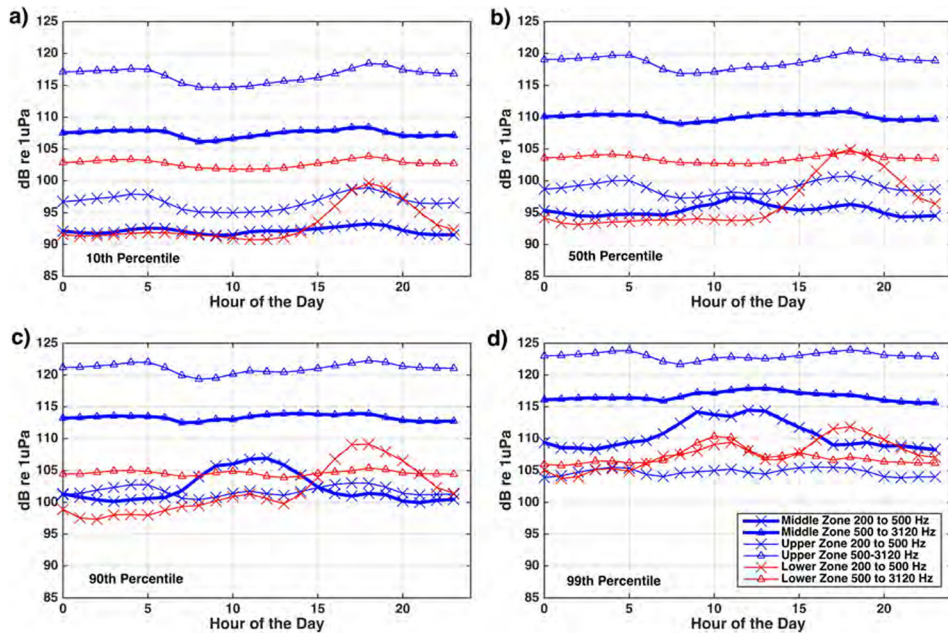 a)
125
120
115
110
105
100
95
90
85
dB re 1uPa
10th Percentile
0 5 10 15 20
Hour of the Day
b)
125
120
115
110
105
100
95
90
85
dB re 1uPa
50th Percentile
0 5 10 15 20
Hour of the Day
c)
125
120
115
110
105
100
95
90
85
dB re 1uPa
90th Percentile
0 5 10 15 20
Hour of the Day
d)
125
120
115
110
105
100
95
90
85
dB re 1uPa
99th Percentile
Middle Zone 200 to 500 Hz
Middle Zone 500 to 3120 Hz
Upper Zone 200 to 500 Hz
Upper Zone 500-3120 Hz
Lower Zone 200 to 500 Hz
Lower Zone 500 to 3120 Hz
0 5 10 15 20
Hour of the Day